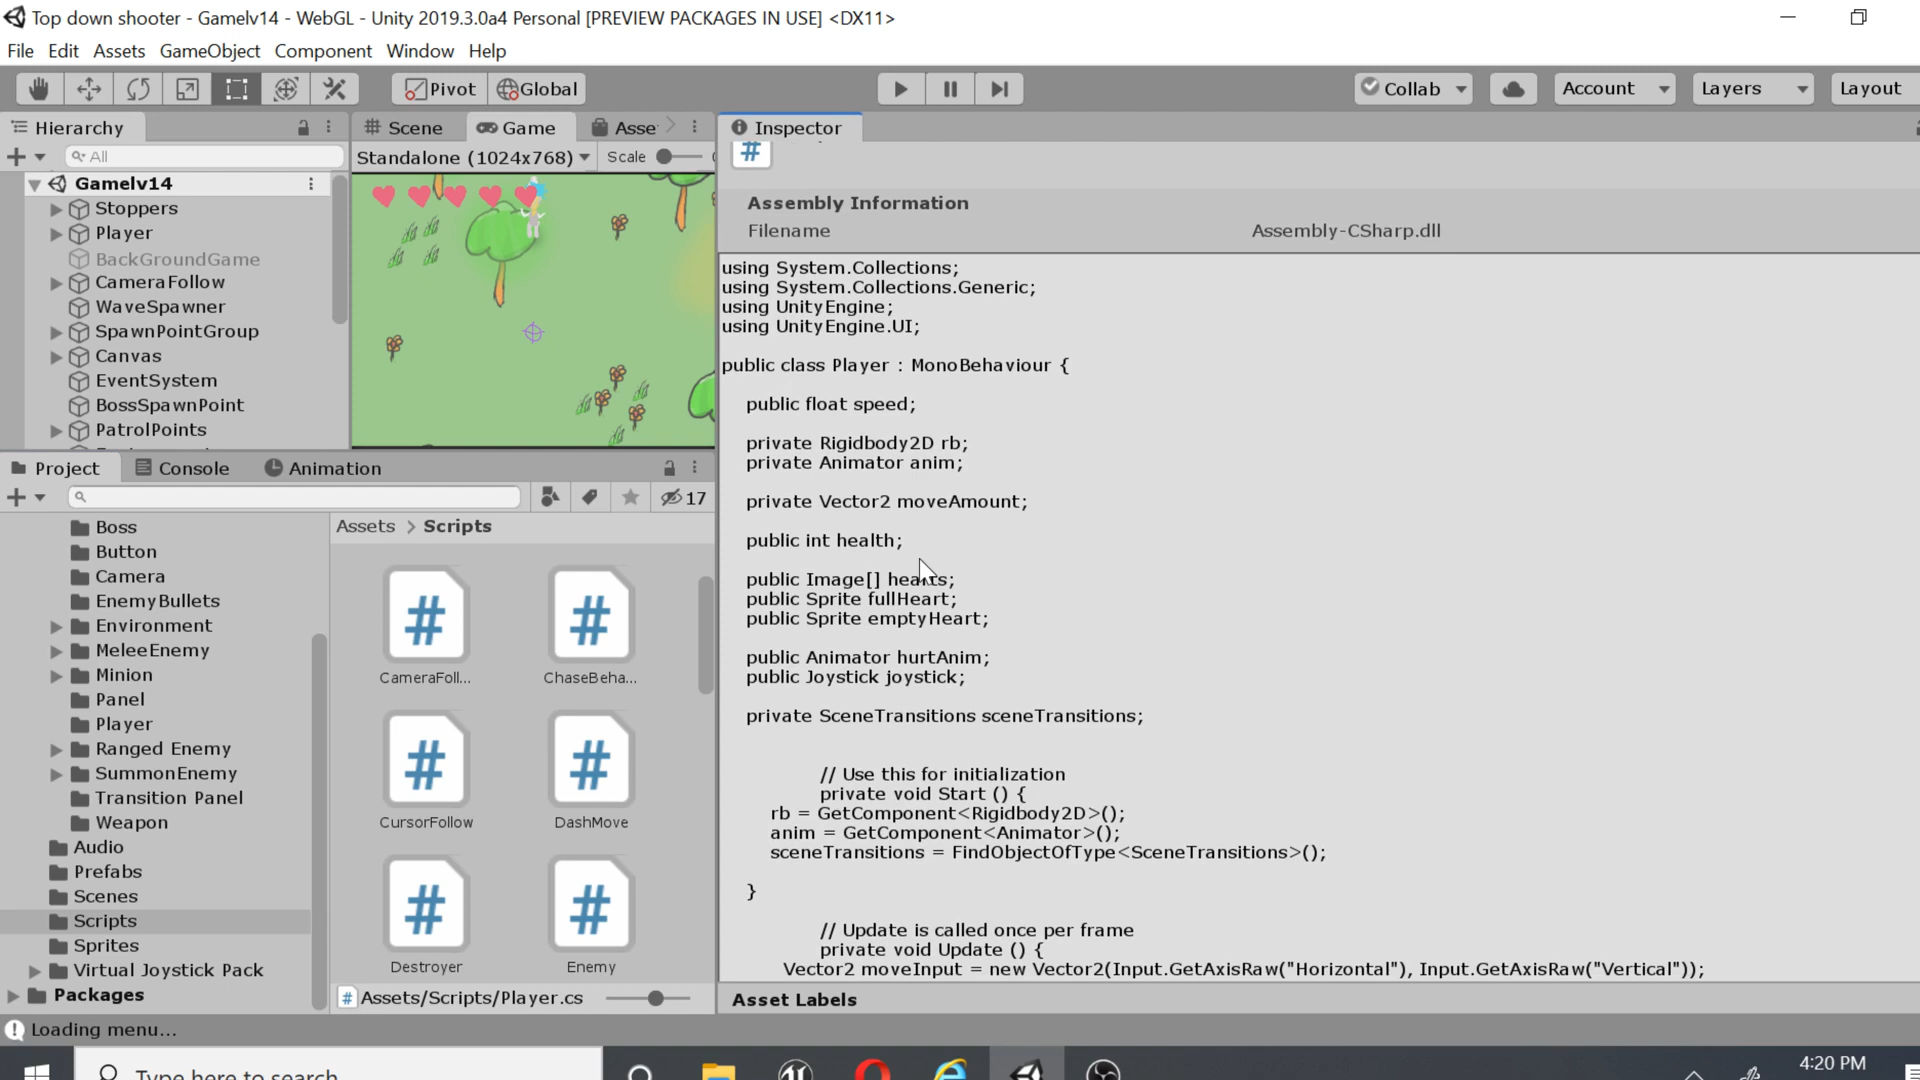 Top down shooter - Gamelv14 - WebGL - Unity 2019.3.0a4 Personal [PREVIEW PACKAGES IN USE] <DX11>
File Edit Assets GameObject Component Window Help
Pivot Global Collab Account Layers Layout
Hierarchy
All
Gamelv14
Stoppers
Player
BackGroundGame
CameraFollow
WaveSpawner
SpawnPointGroup
Canvas
EventSystem
BossSpawnPoint
PatrolPoints
Scene Game Asse
Standalone (1024x768) Scale
Inspector
#
Assembly Information
Filename Assembly-CSharp.dll
using System.Collections;
using System.Collections.Generic;
using UnityEngine;
using UnityEngine.UI;
public class Player : MonoBehaviour {
public float speed;
private Rigidbody2D rb;
private Animator anim;
private Vector2 moveAmount;
public int health;
public Image[] hearts;
public Sprite fullHeart;
public Sprite emptyHeart;
public Animator hurtAnim;
public Joystick joystick;
private SceneTransitions sceneTransitions;
// Use this for initialization
private void Start () {
rb = GetComponent<Rigidbody2D>();
anim = GetComponent<Animator>();
sceneTransitions = FindObjectOfType<SceneTransitions>();
}
// Update is called once per frame
private void Update () {
Vector2 moveInput = new Vector2(Input.GetAxisRaw("Horizontal"), Input.GetAxisRaw("Vertical"));
Asset Labels
Project Console Animation
17
Boss
Button
Camera
EnemyBullets
Environment
MeleeEnemy
Minion
Panel
Player
Ranged Enemy
SummonEnemy
Transition Panel
Weapon
Audio
Prefabs
Scenes
Scripts
Sprites
Virtual Joystick Pack
Packages
Assets > Scripts
# #
CameraFoll... ChaseBeha...
# #
CursorFollow DashMove
# #
Destroyer Enemy
# Assets/Scripts/Player.cs
Loading menu...
Type here to search
4:20 PM